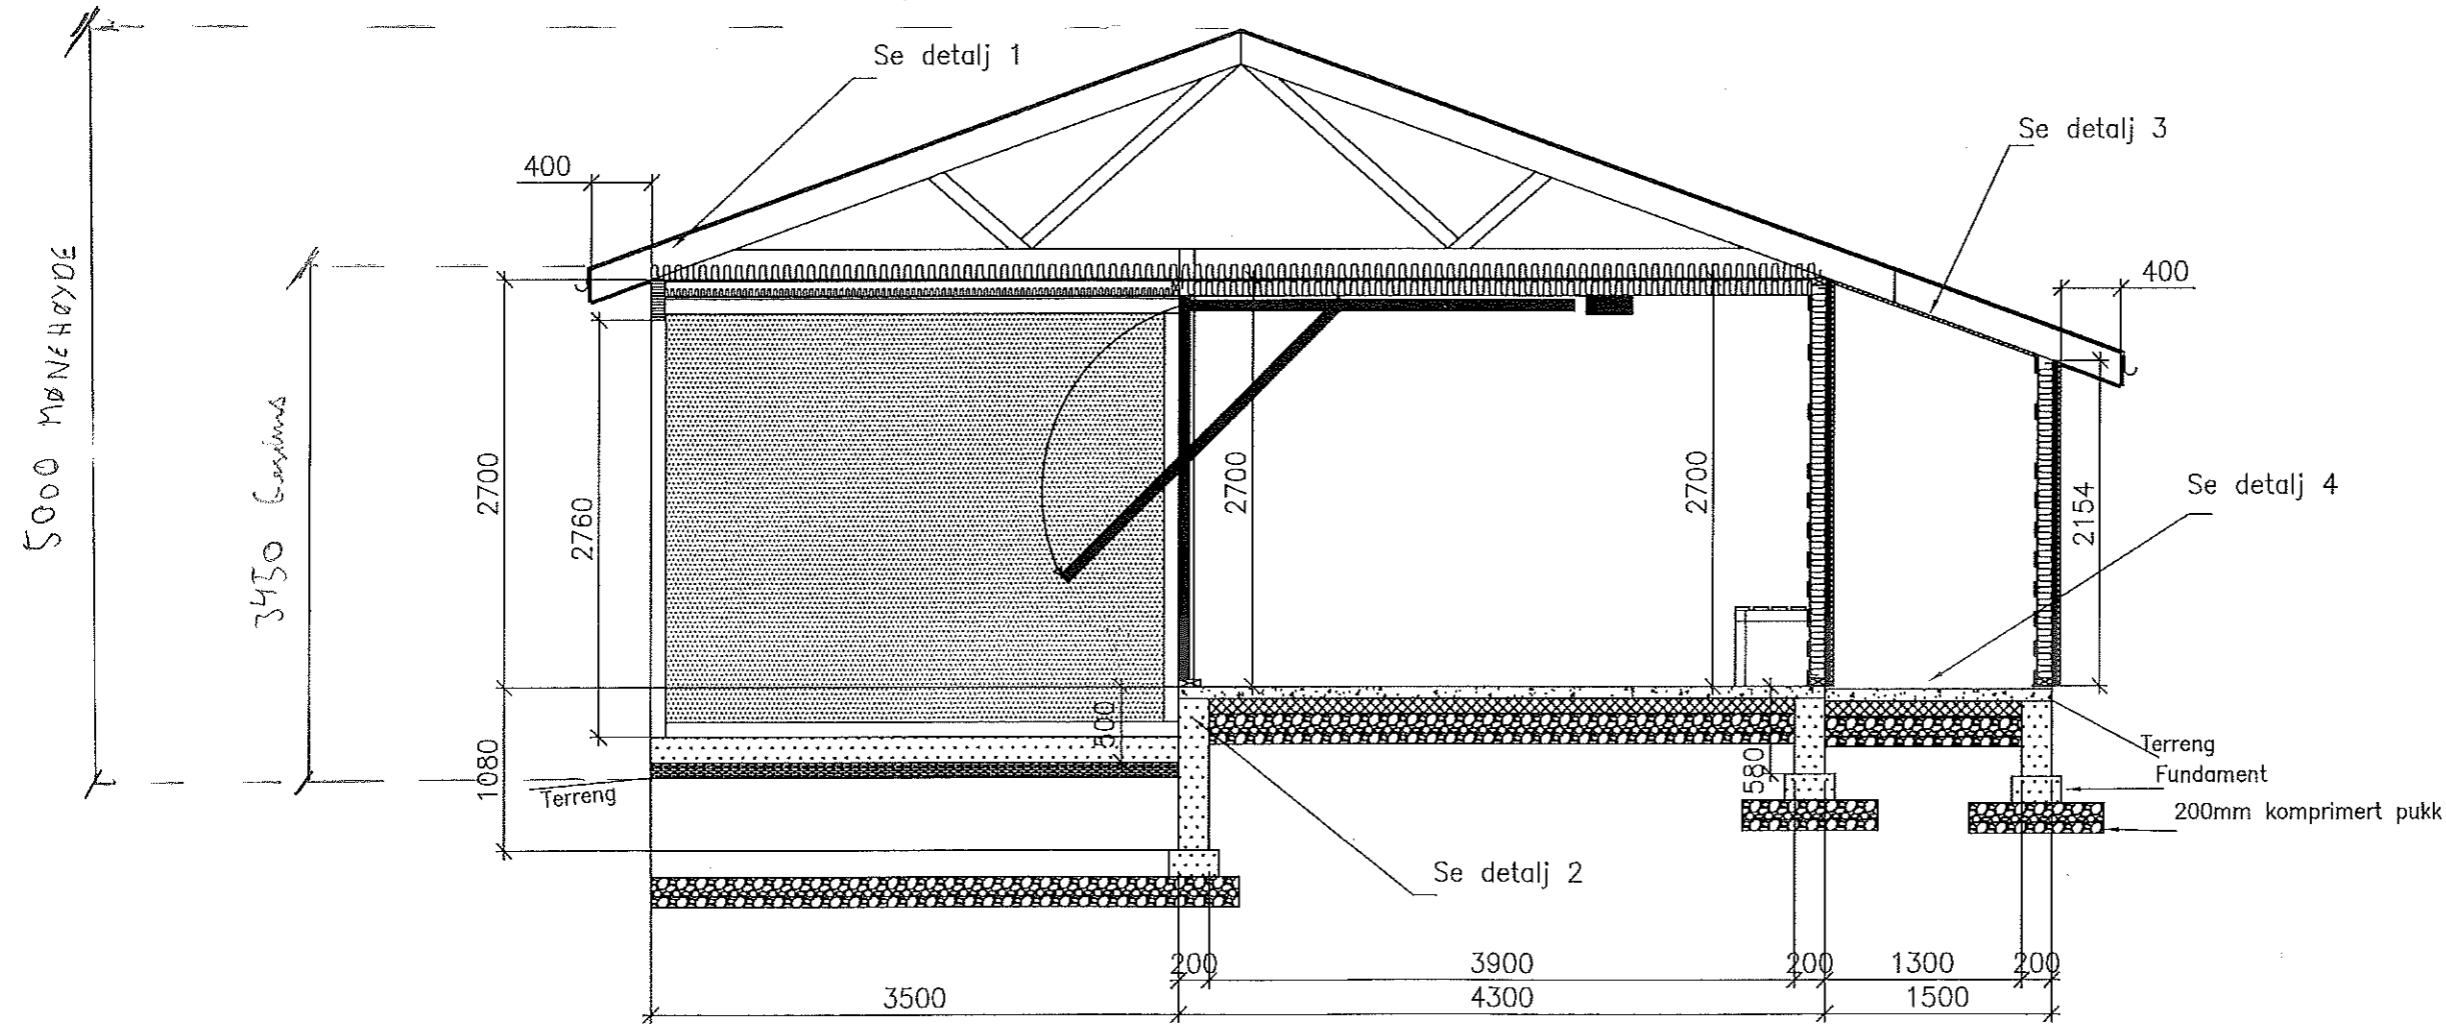 Se detalj 1
Se detalj 3
400
400
5000 MØNEHØYDE
3450 Gesims
2700
2760
2700
2700
2154
Se detalj 4
500
1080
580
Terreng
Terreng
Fundament
200mm komprimert pukk
Se detalj 2
200
3900
200
1300
200
3500
4300
1500